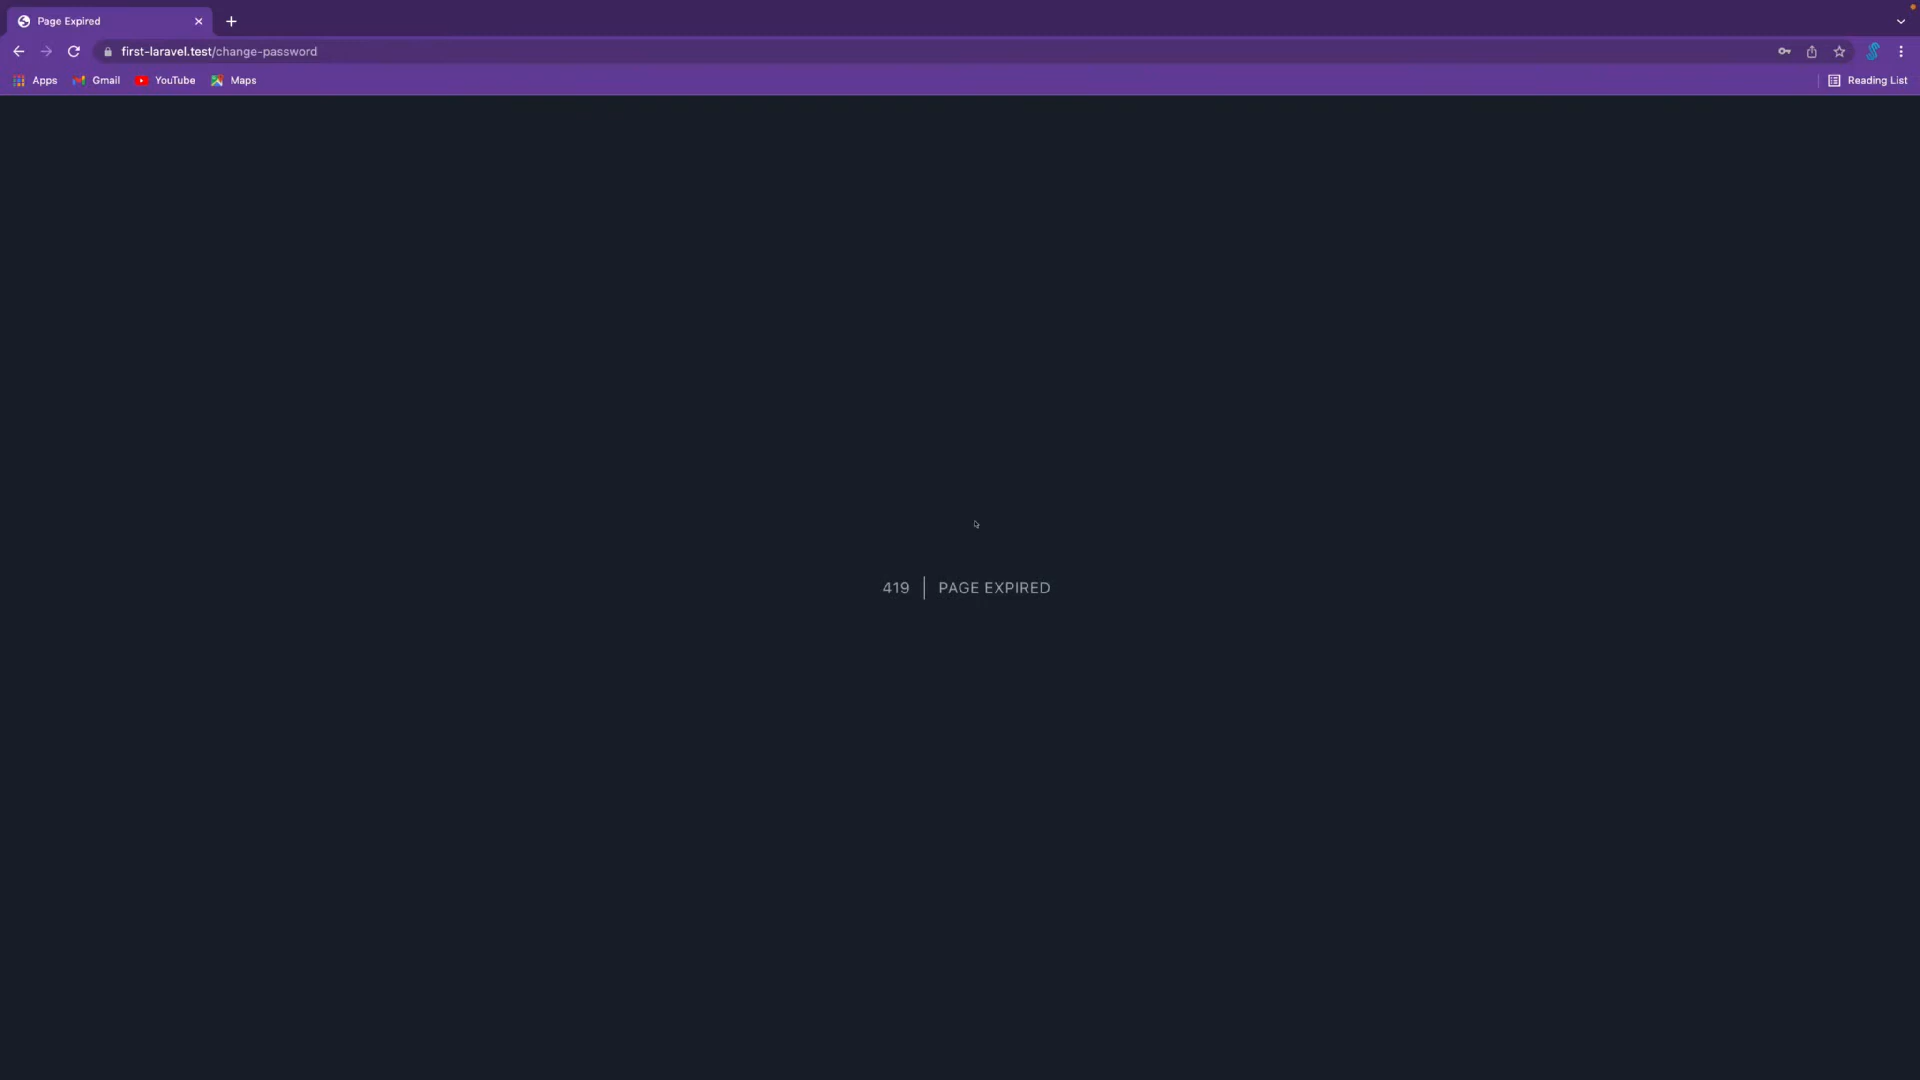 Page Expired
first-laravel.test/change-password
Apps Gmail YouTube Maps Reading List
419 PAGE EXPIRED